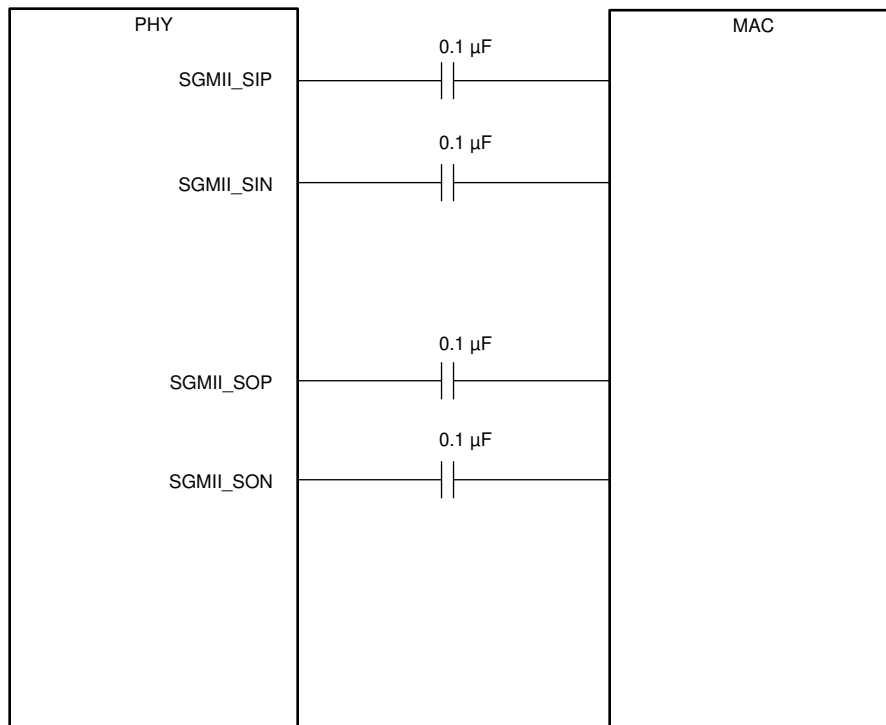 PHY
MAC
0.1 µF
SGMII_SIP
0.1 µF
SGMII_SIN
0.1 µF
SGMII_SOP
0.1 µF
SGMII_SON